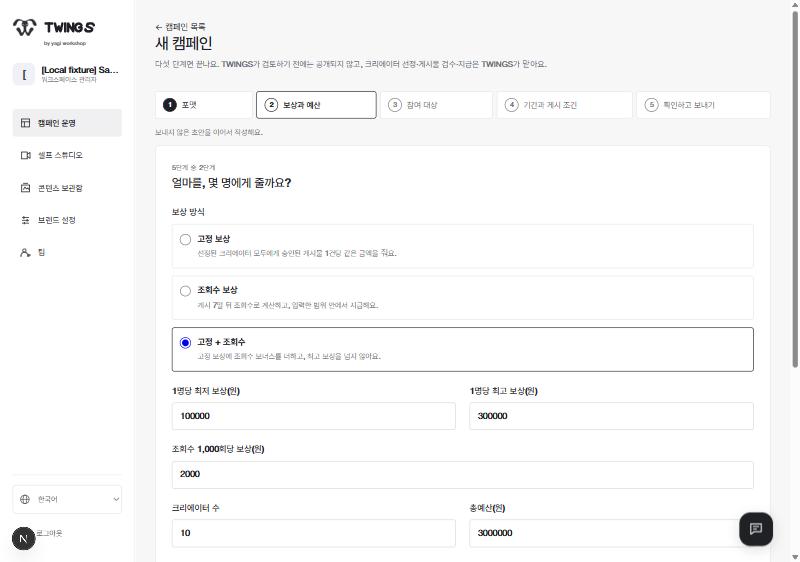 TWINGS
by yagi workshop
[
[Local fixture] Sa...
워크스페이스 관리자
캠페인 운영
셀프 스튜디오
콘텐츠 보관함
브랜드 설정
팀
한국어
N
로그아웃
← 캠페인 목록
새 캠페인
다섯 단계면 끝나요. TWINGS가 검토하기 전에는 공개되지 않고, 크리에이터 선정·게시물 검수·지급은 TWINGS가 맡아요.
1 포맷
2 보상과 예산
3 참여 대상
4 기간과 게시 조건
5 확인하고 보내기
보내지 않은 초안을 이어서 작성해요.
5단계 중 2단계
얼마를, 몇 명에게 줄까요?
보상 방식
고정 보상
선정된 크리에이터 모두에게 승인된 게시물 1건당 같은 금액을 줘요.
조회수 보상
게시 7일 뒤 조회수로 계산하고, 입력한 범위 안에서 지급해요.
고정 + 조회수
고정 보상에 조회수 보너스를 더하고, 최고 보상을 넘지 않아요.
1명당 최저 보상(원)
1명당 최고 보상(원)
100000
300000
조회수 1,000회당 보상(원)
2000
크리에이터 수
총예산(원)
10
3000000